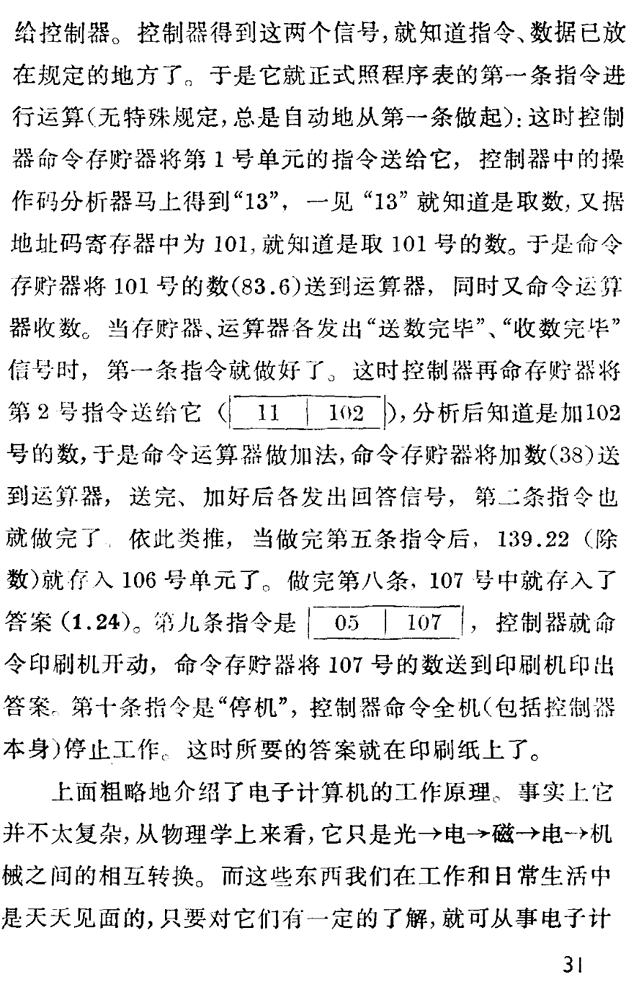 给控制器。控制器得到这两个信号,就知道指令、数据已放
在规定的地方了。于是它就正式照程序表的第一条指令进
行运算(无特殊规定,总是自动地从第一条做起):这时控制
器命令存贮器将第1号单元的指令送给它，控制器中的操
作码分析器马上得到“13”，一见“13”就知道是取数,又据
地址码寄存器中为101,就知道是取101号的数。于是命令
存贮器将101号的数(83.6)送到运算器，同时又命令运算
器收数。当存贮器、运算器各发出“送数完毕”、“收数完毕”
信号时，第一条指令就做好了。这时控制器再命存贮器将
第2号指令送给它（| 11 | 102 |),分析后知道是加102
号的数,于是命令运算器做加法,命令存贮器将加数(38)送
到运算器，送完、加好后各发出回答信号，第二条指令也
就做完了．依此类推，当做完第五条指令后，139.22（除
数)就存入106号单元了。做完第八条，107号中就存入了
答案(1.24)。第九条指令是| 05 | 107 |，控制器就命
令印刷机开动，命令存贮器将107号的数送到印刷机印出
答案。第十条指令是“停机”，控制器命令全机(包括控制器
本身)停止工作。这时所要的答案就在印刷纸上了。
上面粗略地介绍了电子计算机的工作原理。事实上它
并不太复杂,从物理学上来看,它只是光→电→磁→电→机
械之间的相互转换。而这些东西我们在工作和日常生活中
是天天见面的,只要对它们有一定的了解,就可从事电子计
31